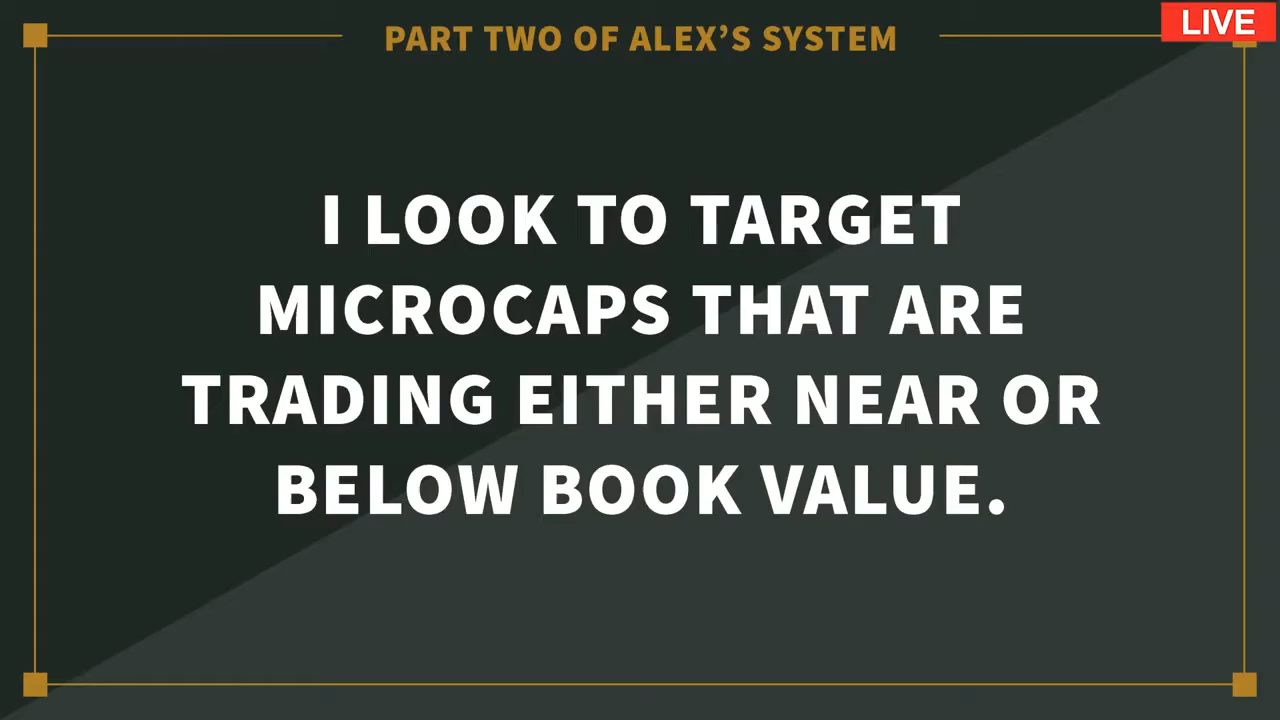 PART TWO OF ALEX’S SYSTEM
LIVE
I LOOK TO TARGET
MICROCAPS THAT ARE
TRADING EITHER NEAR OR
BELOW BOOK VALUE.